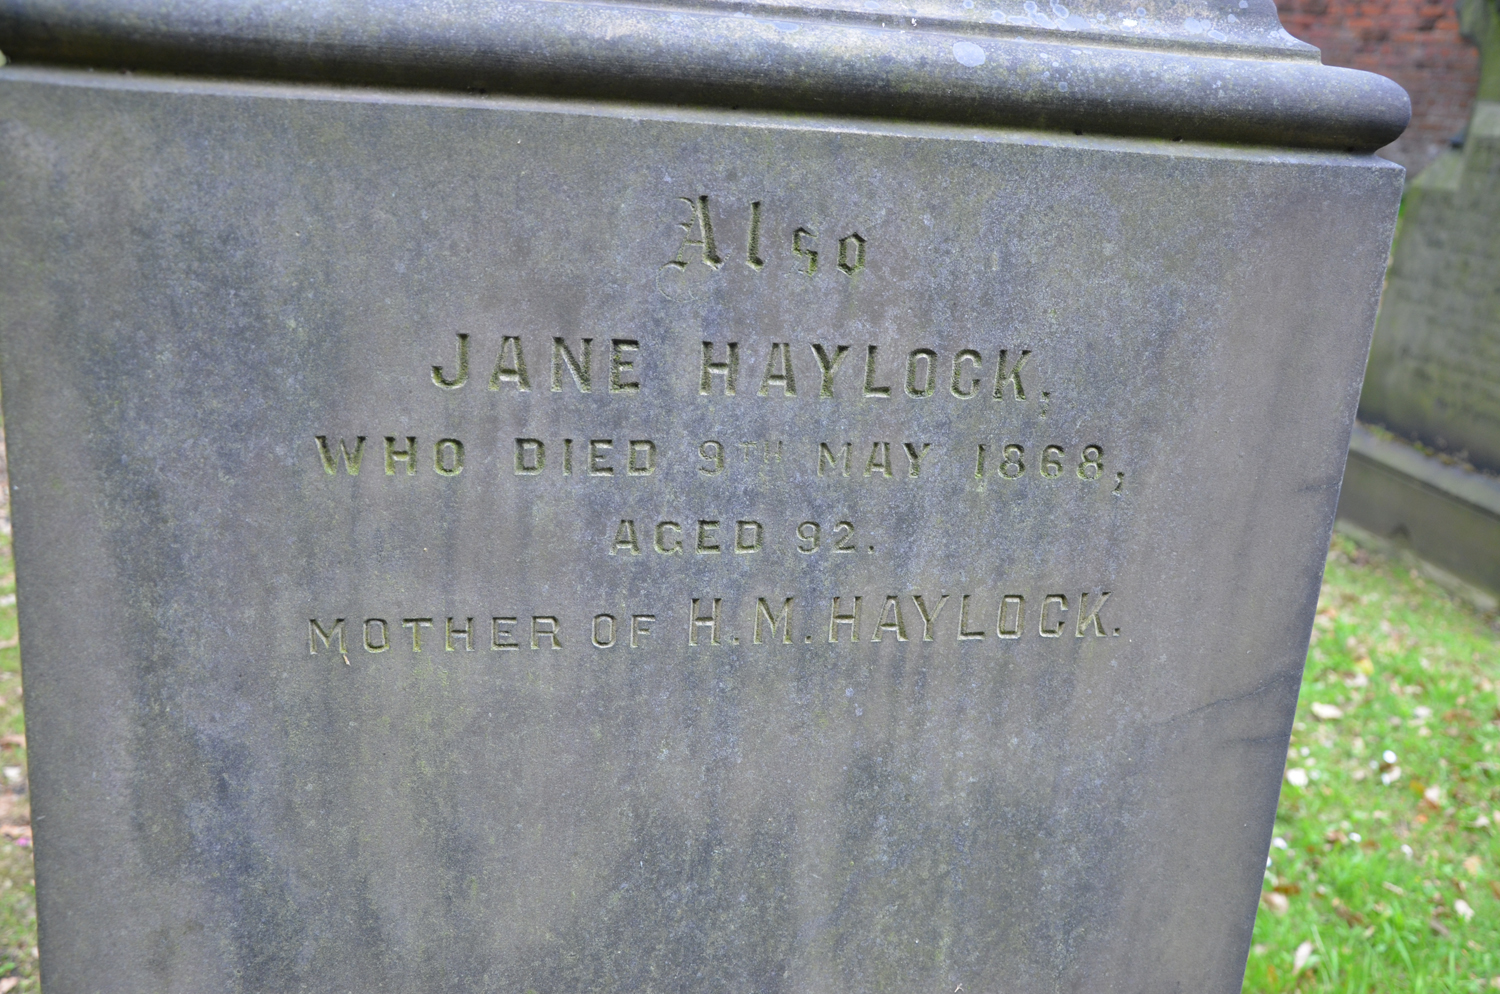 Also
JANE HAYLOCK,
WHO DIED 9TH MAY 1868,
AGED 92.
MOTHER OF H.M.HAYLOCK.